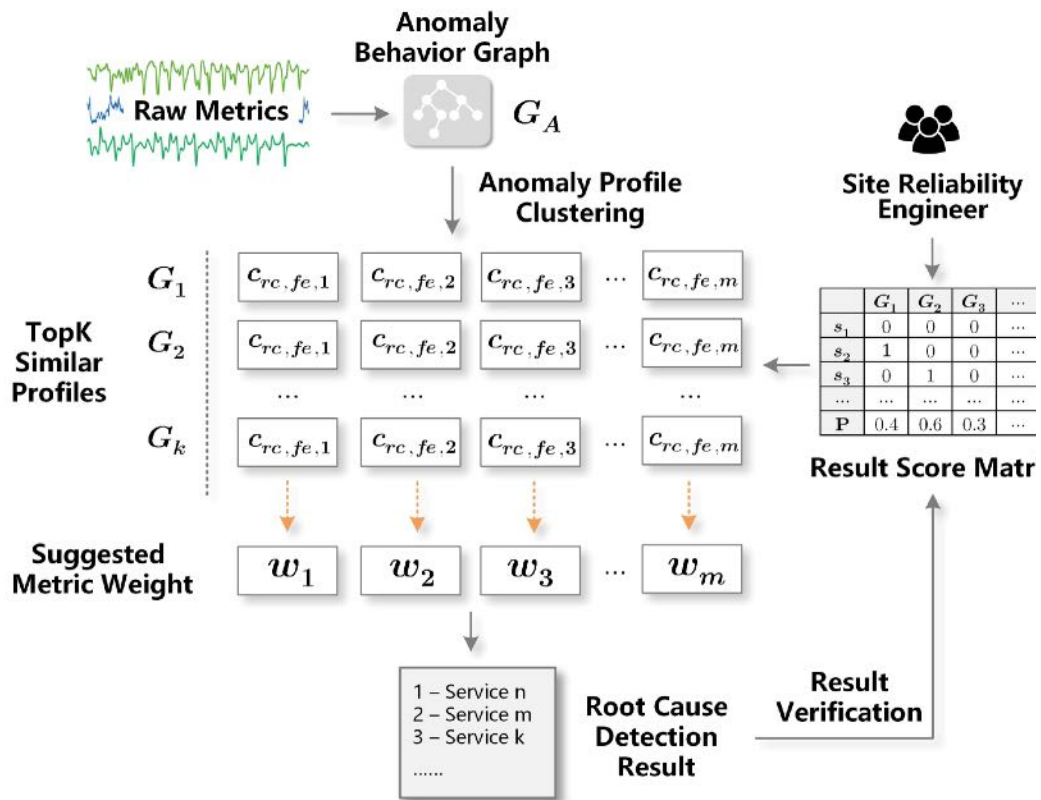 Anomaly
Behavior Graph
Raw Metrics
G_A
Anomaly Profile
Clustering
Site Reliability
Engineer
TopK
Similar
Profiles
G_1 c_{rc,fe,1} c_{rc,fe,2} c_{rc,fe,3} ... c_{rc,fe,m}
G_2 c_{rc,fe,1} c_{rc,fe,2} c_{rc,fe,3} ... c_{rc,fe,m}
... ... ... ...
G_k c_{rc,fe,1} c_{rc,fe,2} c_{rc,fe,3} ... c_{rc,fe,m}
G_1 G_2 G_3 ...
s_1 0 0 0 ...
s_2 1 0 0 ...
s_3 0 1 0 ...
... ... ... ... ...
P 0.4 0.6 0.3 ...
Result Score Matr
Suggested
Metric Weight
w_1 w_2 w_3 ... w_m
1 – Service n
2 – Service m
3 – Service k
......
Root Cause
Detection
Result
Result
Verification